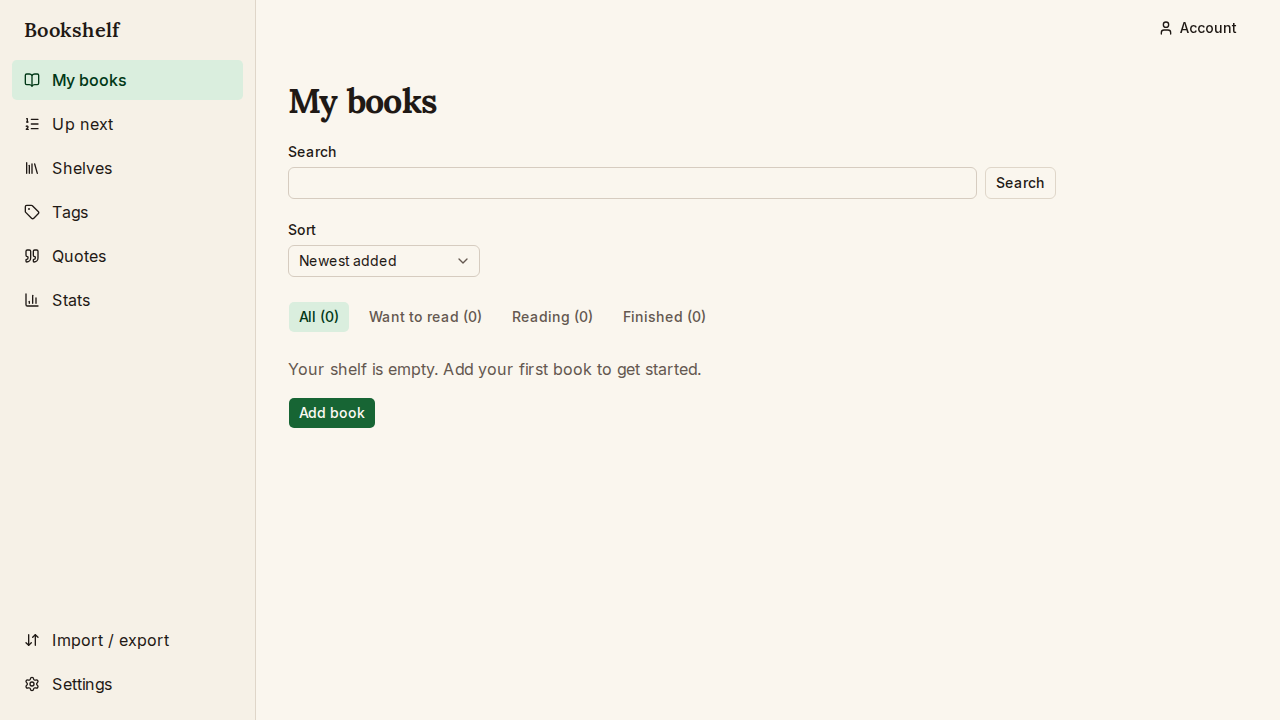 Bookshelf
My books
Up next
Shelves
Tags
Quotes
Stats
Import / export
Settings
Account
My books
Search
Search
Sort
Newest added
All (0) Want to read (0) Reading (0) Finished (0)
Your shelf is empty. Add your first book to get started.
Add book